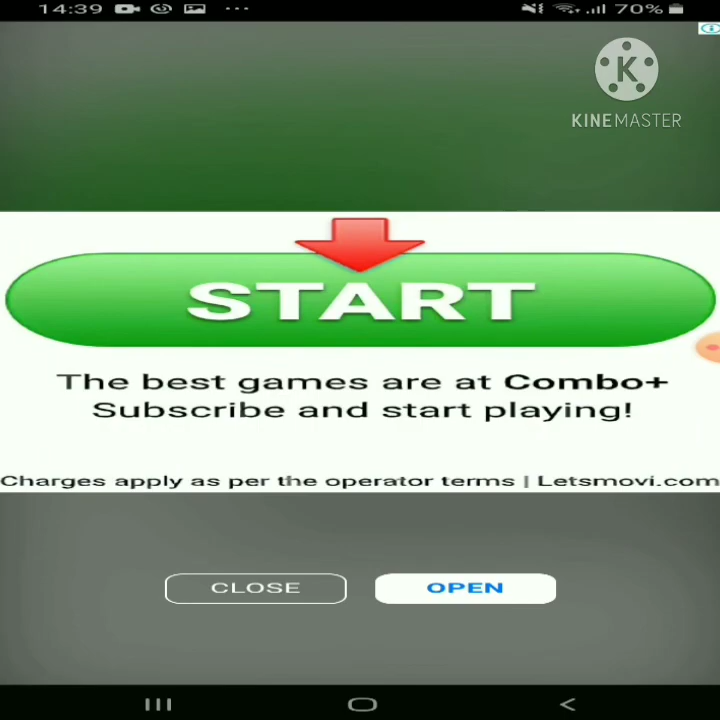 14:39 ... 70%
K
KINEMASTER
START
The best games are at Combo+
Subscribe and start playing!
Charges apply as per the operator terms | Letsmovi.com
CLOSE OPEN